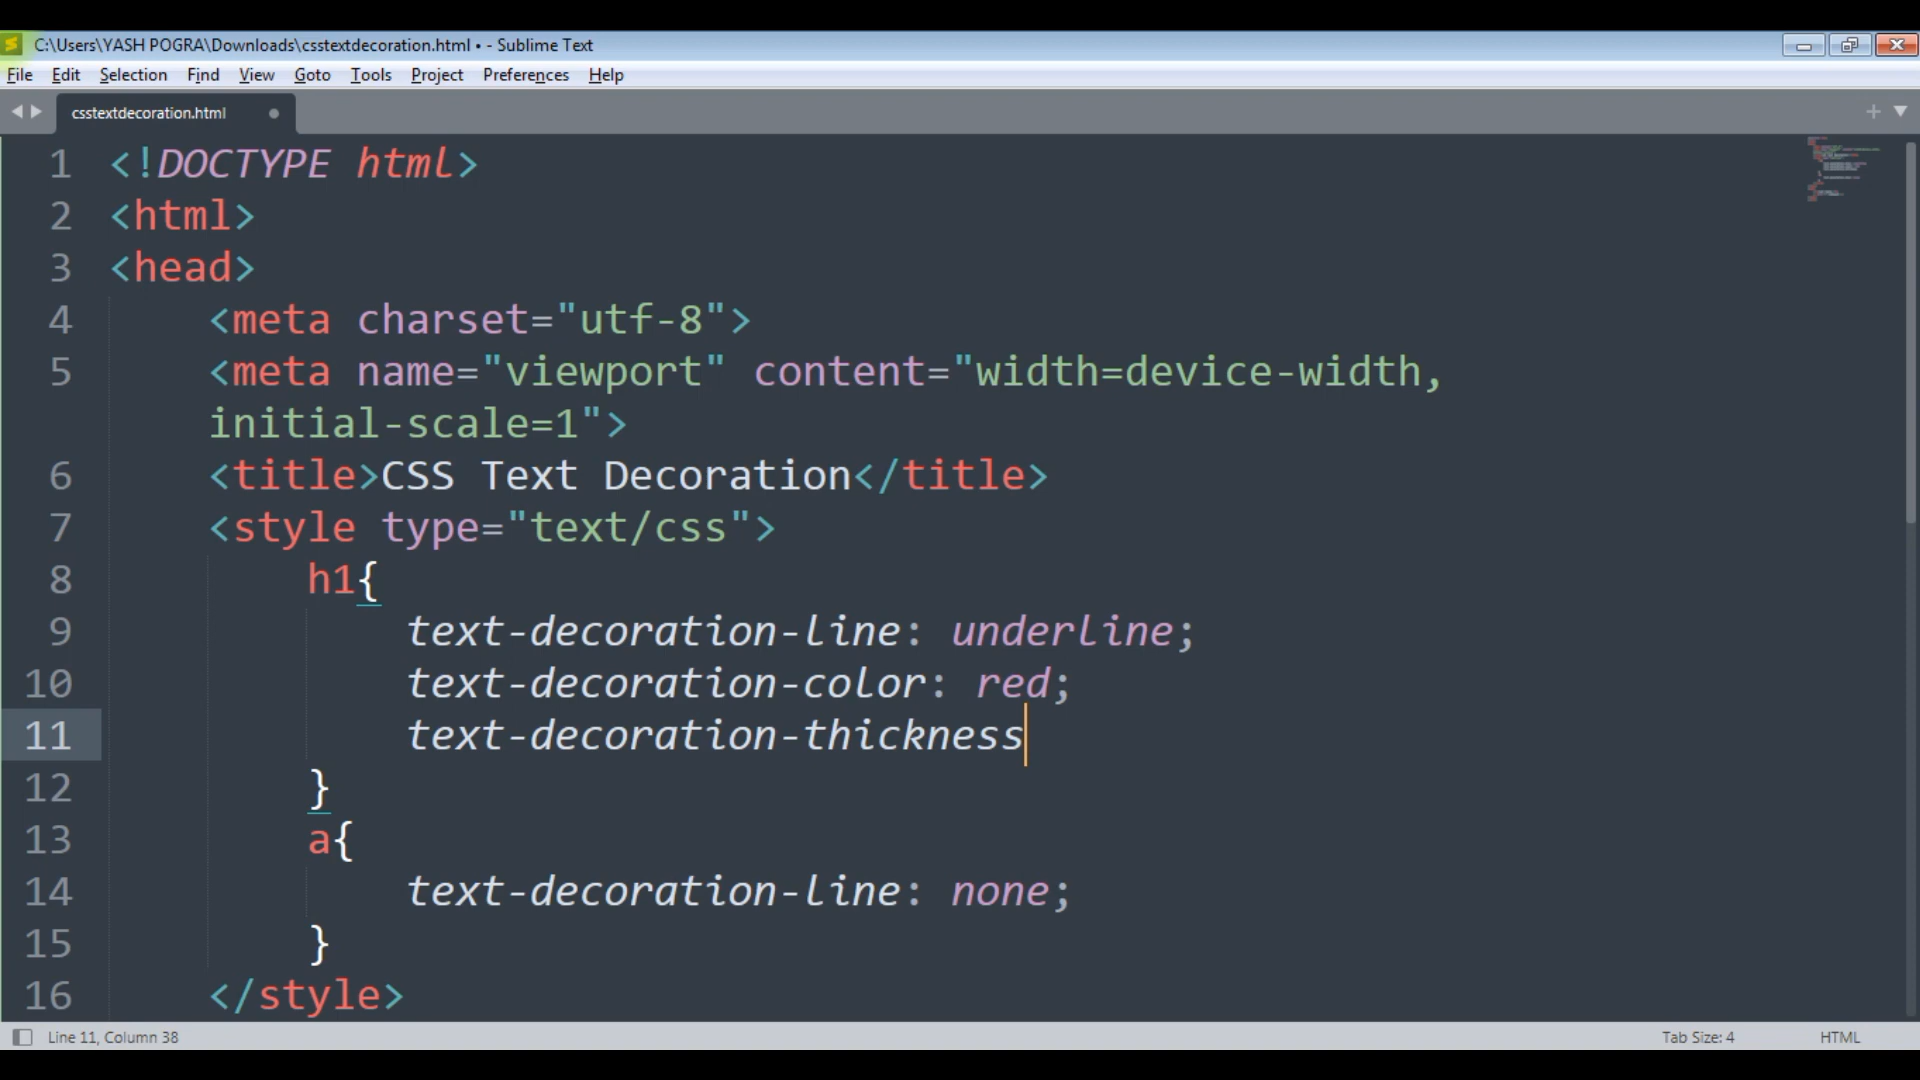 C:\Users\YASH POGRA\Downloads\csstextdecoration.html • - Sublime Text
File Edit Selection Find View Goto Tools Project Preferences Help
csstextdecoration.html
1 <!DOCTYPE html>
2 <html>
3 <head>
4 <meta charset="utf-8">
5 <meta name="viewport" content="width=device-width,
initial-scale=1">
6 <title>CSS Text Decoration</title>
7 <style type="text/css">
8 h1{
9 text-decoration-line: underline;
10 text-decoration-color: red;
11 text-decoration-thickness
12 }
13 a{
14 text-decoration-line: none;
15 }
16 </style>
Line 11, Column 38
Tab Size: 4
HTML